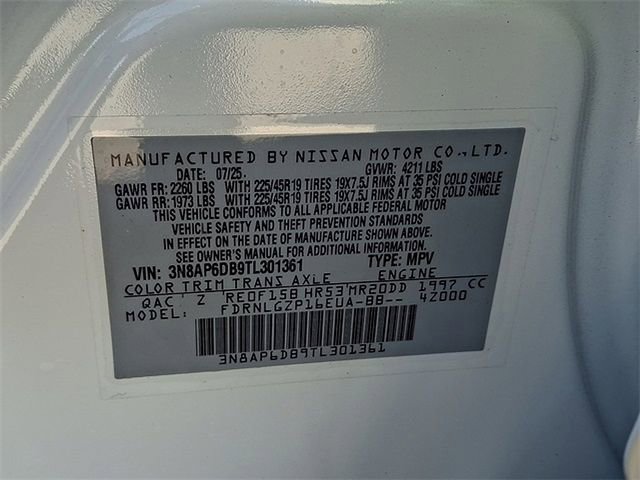 MANUFACTURED BY NISSAN MOTOR CO., LTD.
DATE: 07/25. GVWR: 4211 LBS
GAWR FR: 2260 LBS WITH 225/45R19 TIRES 19X7.5J RIMS AT 35 PSI COLD SINGLE
GAWR RR: 1973 LBS WITH 225/45R19 TIRES 19X7.5J RIMS AT 35 PSI COLD SINGLE
THIS VEHICLE CONFORMS TO ALL APPLICABLE FEDERAL MOTOR
VEHICLE SAFETY AND THEFT PREVENTION STANDARDS
IN EFFECT ON THE DATE OF MANUFACTURE SHOWN ABOVE.
SEE OWNER'S MANUAL FOR ADDITIONAL INFORMATION.
VIN: 3N8AP6DB9TL301361 TYPE: MPV
COLOR TRIM TRANS AXLE ENGINE
QAC Z RE0F15B HR53 MR20DD 1997 CC
MODEL: FDRNLGZP16EUA-BB-- 4Z000
3N8AP6DB9TL301361